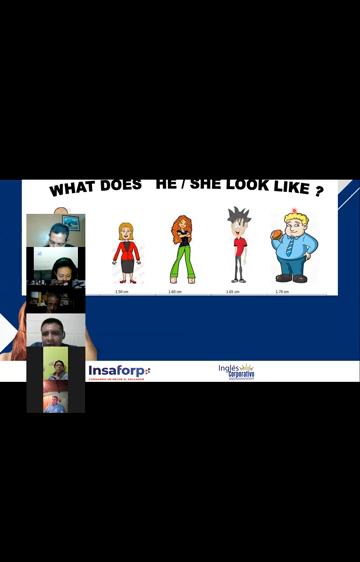 WHAT DOES HE / SHE LOOK LIKE ?
1.50 cm 1.60 cm 1.65 cm 1.70 cm
Insaforp
Inglés
Corporativo